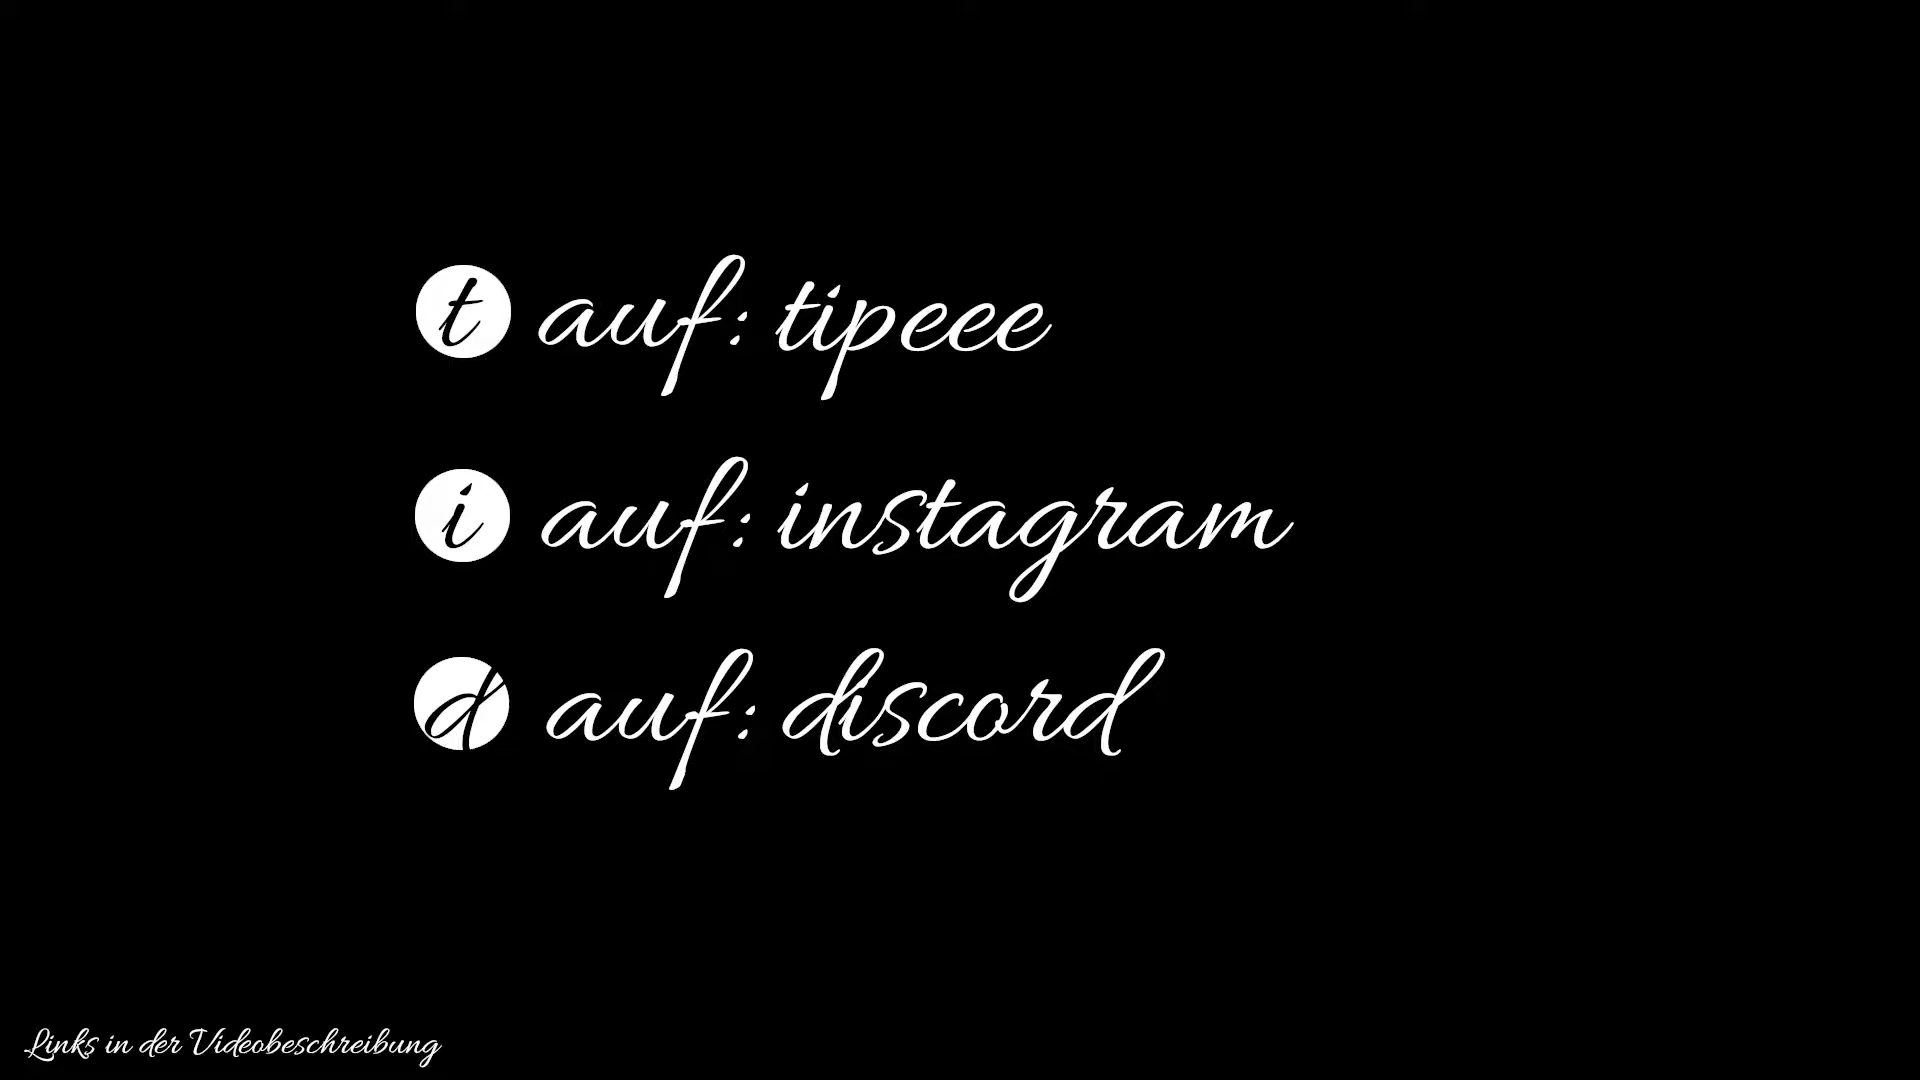 t auf: tipeee
i auf: instagram
d auf: discord
Links in der Videobeschreibung